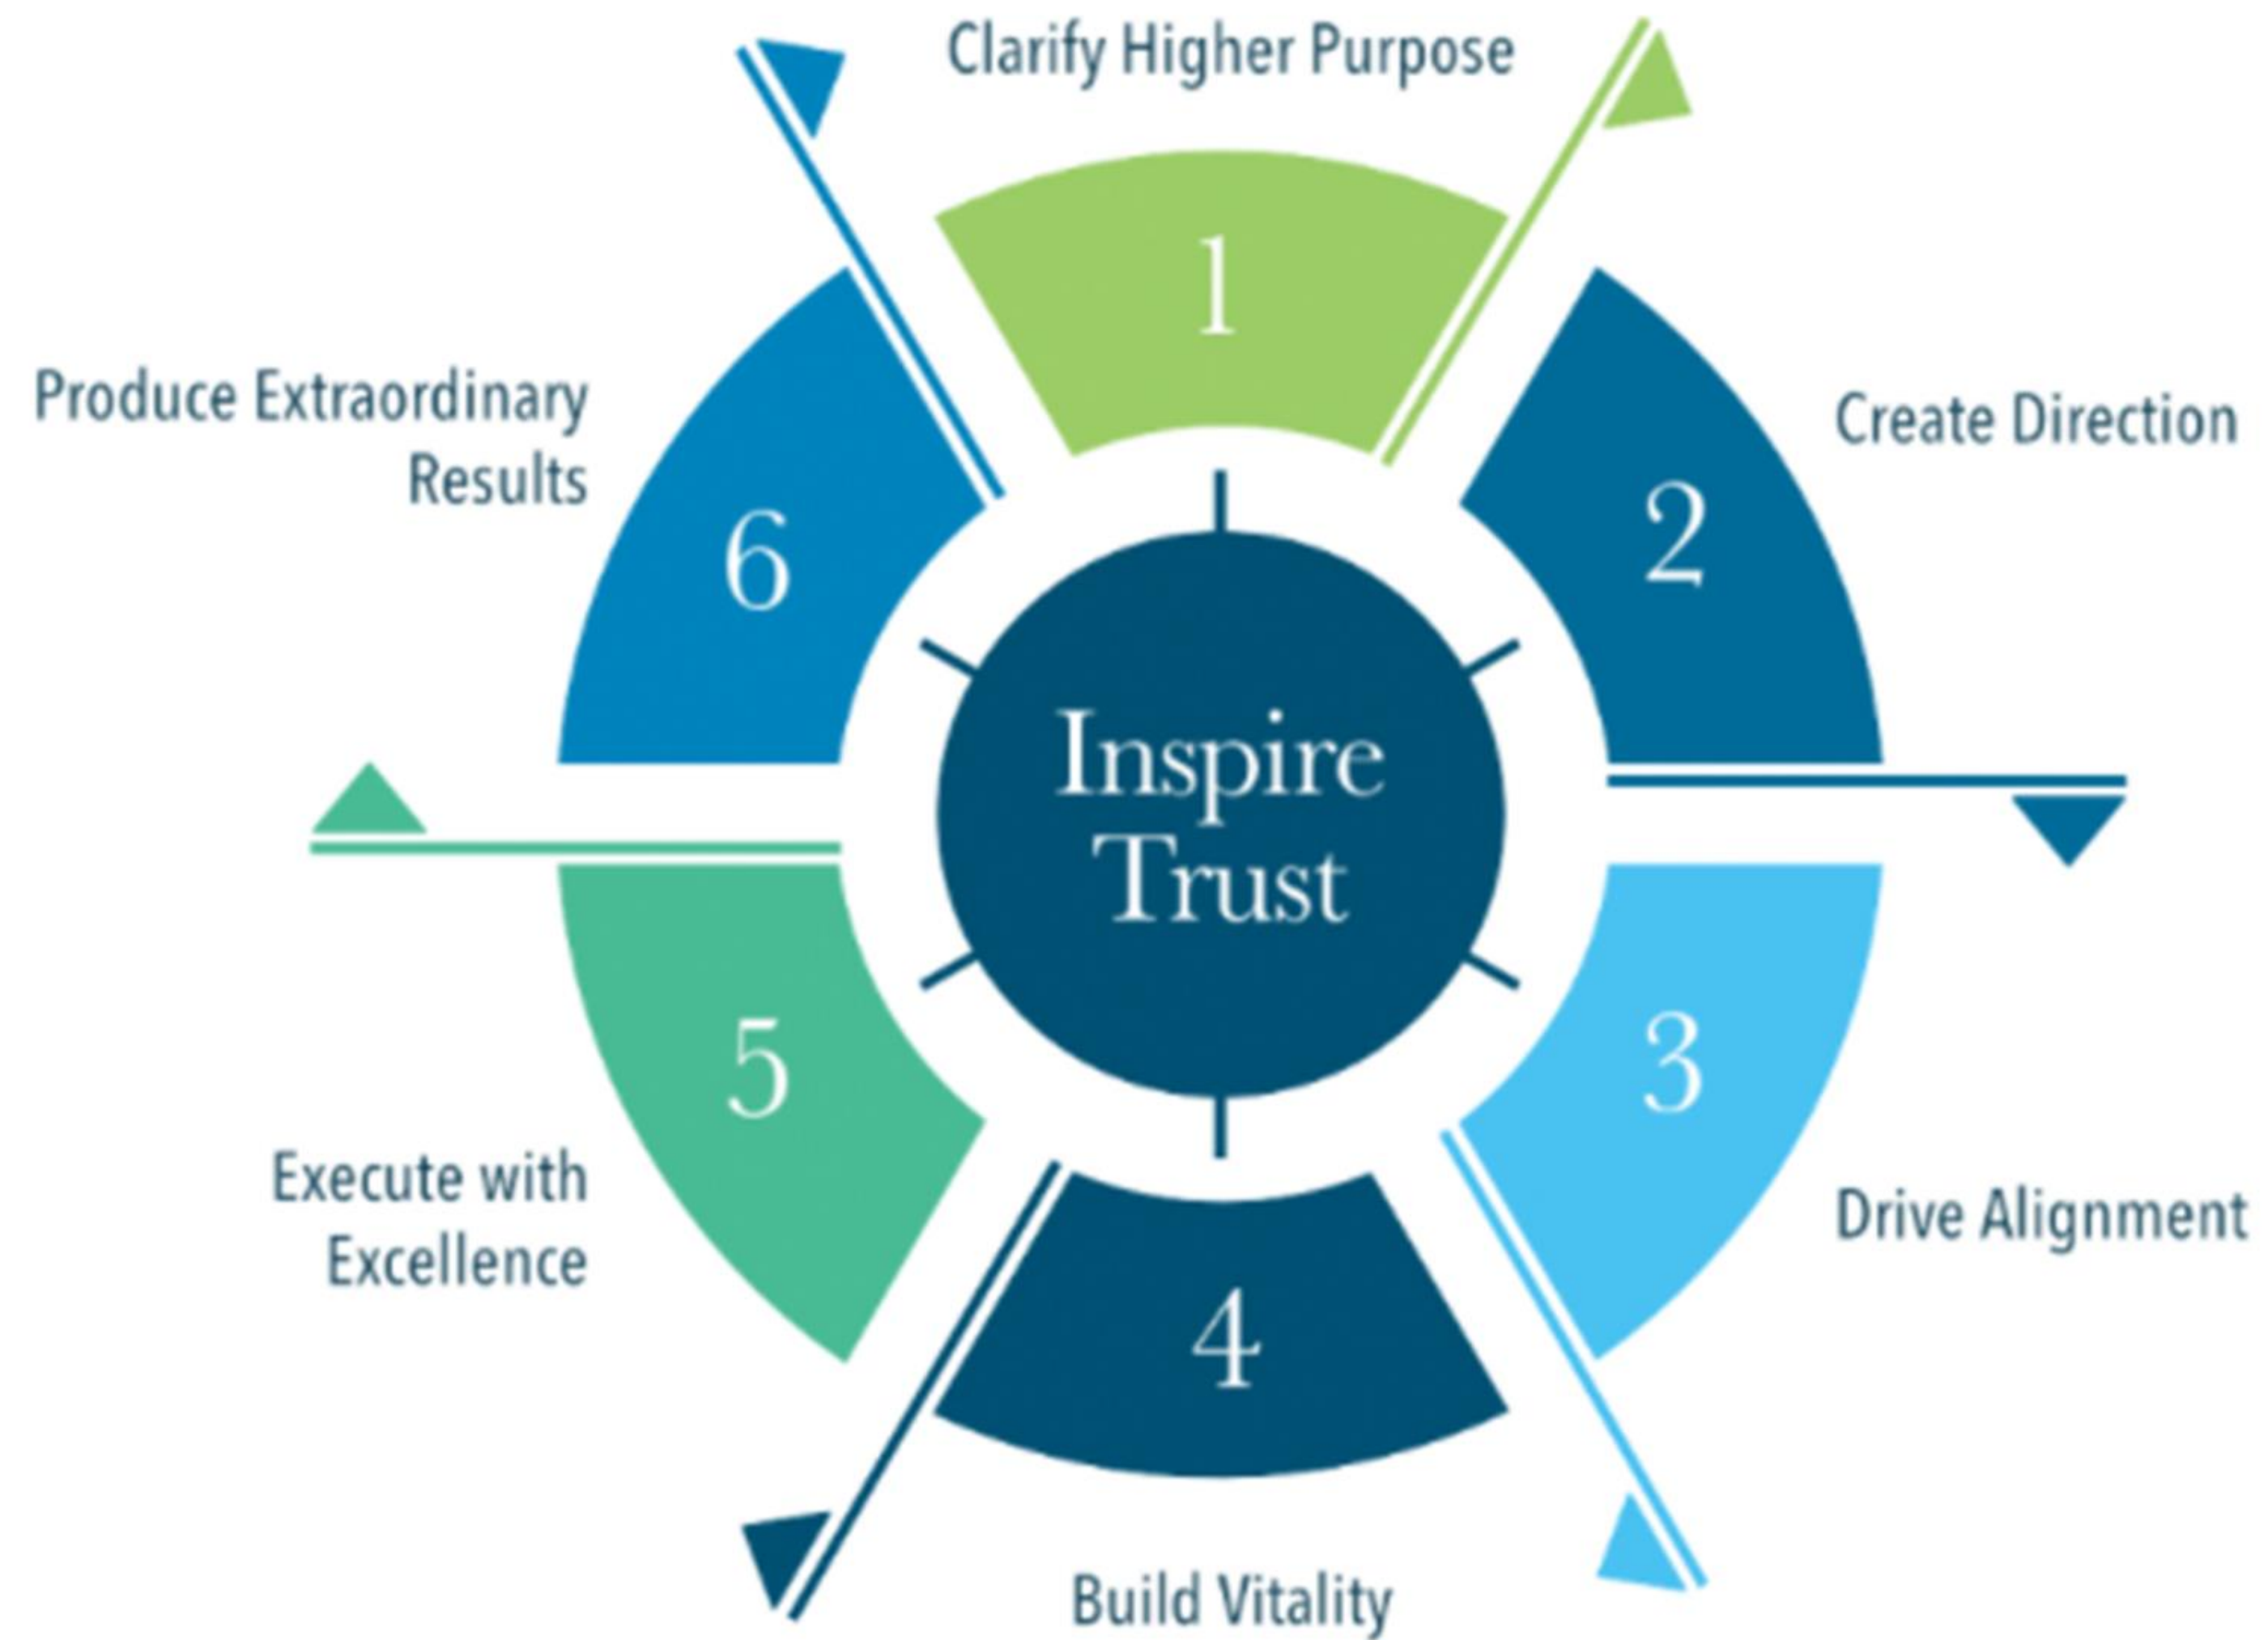 Clarify Higher Purpose
1
Create Direction
2
Drive Alignment
3
Build Vitality
4
Execute with
Excellence
5
Produce Extraordinary
Results
6
Inspire
Trust